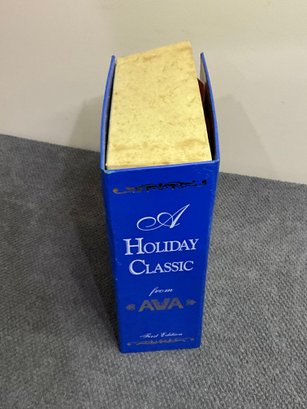 A
HOLIDAY
CLASSIC
from
AVA
First Edition